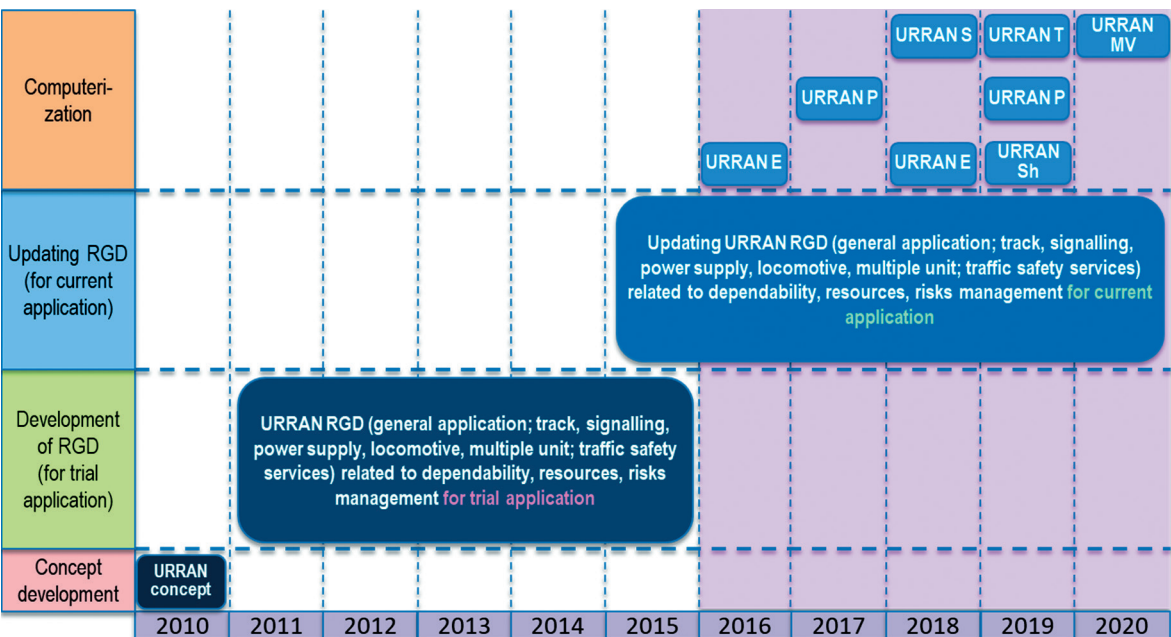 Computeri-
zation
URRAN S
URRAN T
URRAN
MV
URRAN P
URRAN P
URRAN E
URRAN E
URRAN
Sh
Updating RGD
(for current
application)
Updating URRAN RGD (general application; track, signalling,
power supply, locomotive, multiple unit; traffic safety services)
related to dependability, resources, risks management for current
application
Development
of RGD
(for trial
application)
URRAN RGD (general application; track, signalling,
power supply, locomotive, multiple unit; traffic safety
services) related to dependability, resources, risks
management for trial application
Concept
development
URRAN
concept
2010 2011 2012 2013 2014 2015 2016 2017 2018 2019 2020